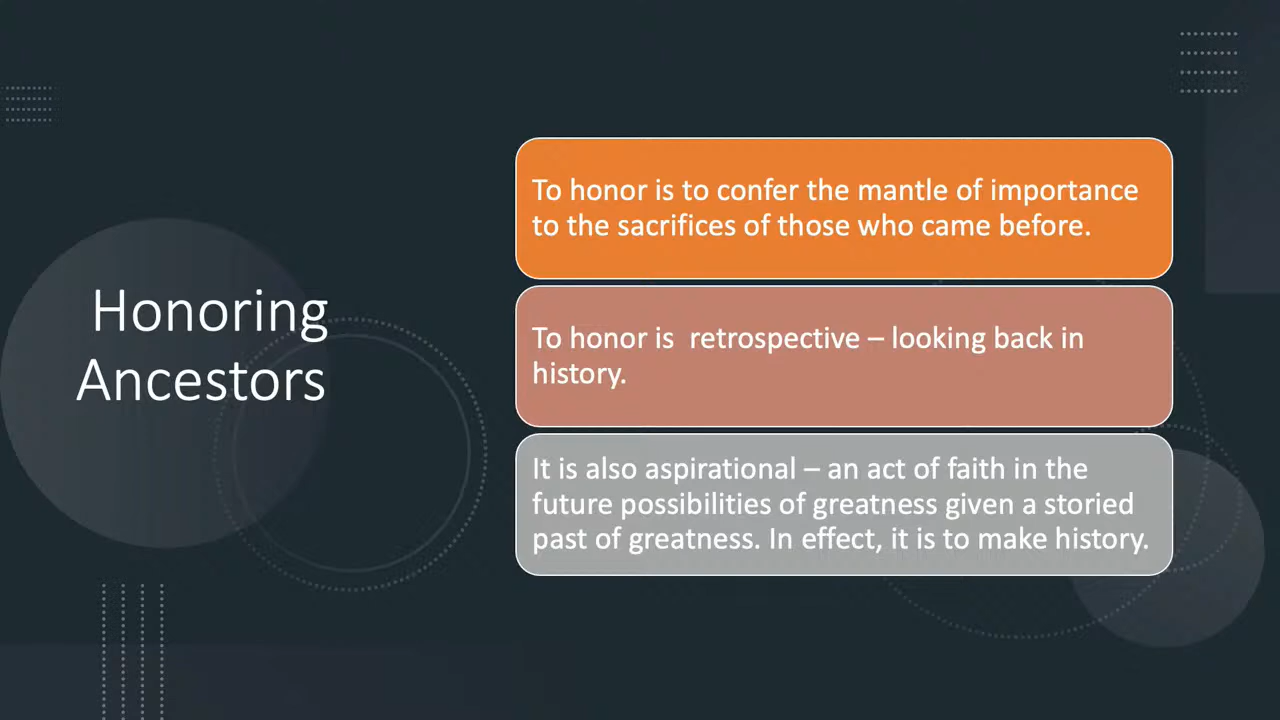 Honoring
Ancestors
To honor is to confer the mantle of importance
to the sacrifices of those who came before.
To honor is  retrospective – looking back in
history.
It is also aspirational – an act of faith in the
future possibilities of greatness given a storied
past of greatness. In effect, it is to make history.